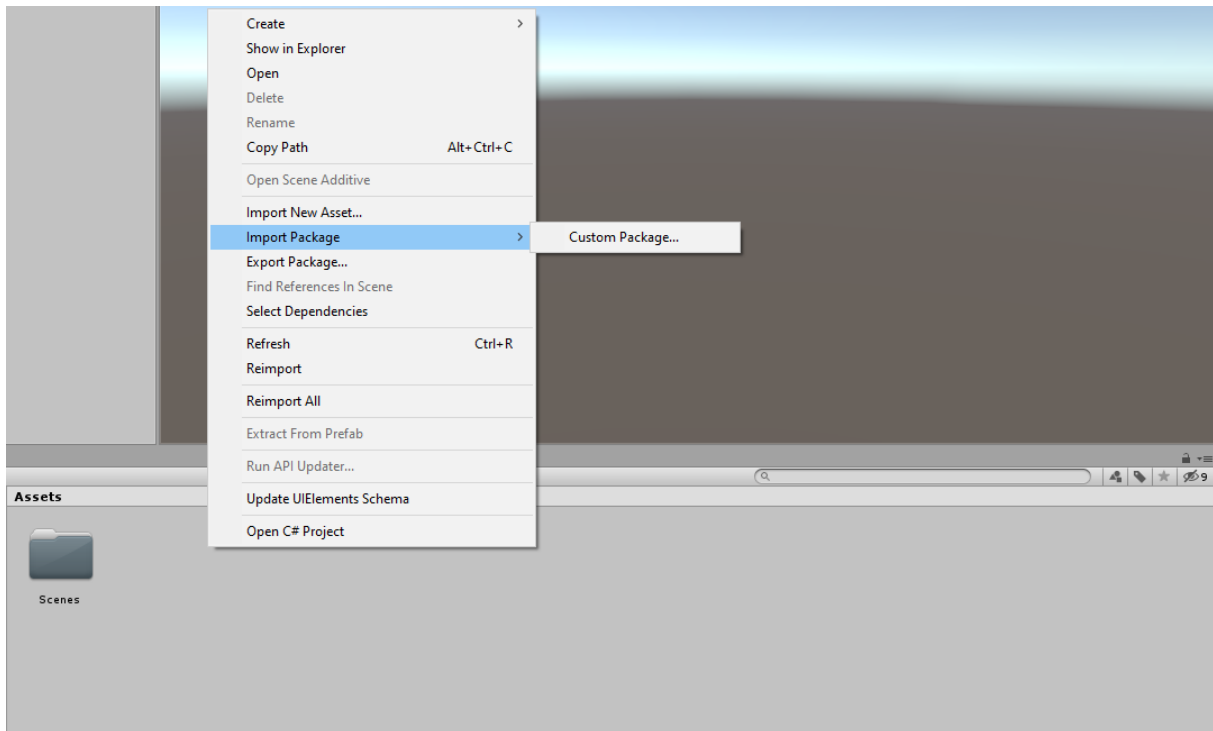 Create
Show in Explorer
Open
Delete
Rename
Copy Path Alt+Ctrl+C
Open Scene Additive
Import New Asset...
Import Package Custom Package...
Export Package...
Find References In Scene
Select Dependencies
Refresh Ctrl+R
Reimport
Reimport All
Extract From Prefab
Run API Updater...
9
Assets
Update UIElements Schema
Open C# Project
Scenes